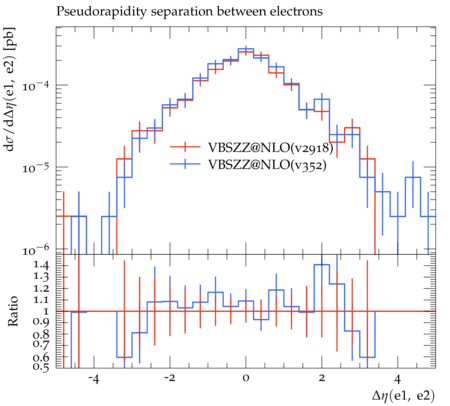 Pseudorapidity separation between electrons
dσ/dΔη(e1, e2) [pb]
10⁻⁴
VBSZZ@NLO(v2918)
VBSZZ@NLO(v352)
10⁻⁵
10⁻⁶
Ratio
1.4
1.3
1.2
1.1
1
0.9
0.8
0.7
0.6
0.5
-4 -2 0 2 4
Δη(e1, e2)